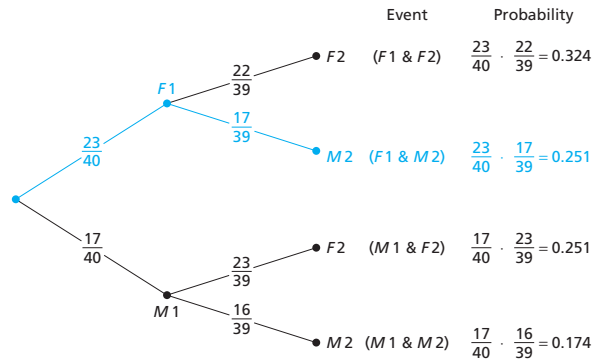 Event Probability
F2 (F1 & F2) 23/40 · 22/39 = 0.324
22/39
F1
17/39
23/40
M2 (F1 & M2) 23/40 · 17/39 = 0.251
17/40
F2 (M1 & F2) 17/40 · 23/39 = 0.251
23/39
M1
16/39
M2 (M1 & M2) 17/40 · 16/39 = 0.174